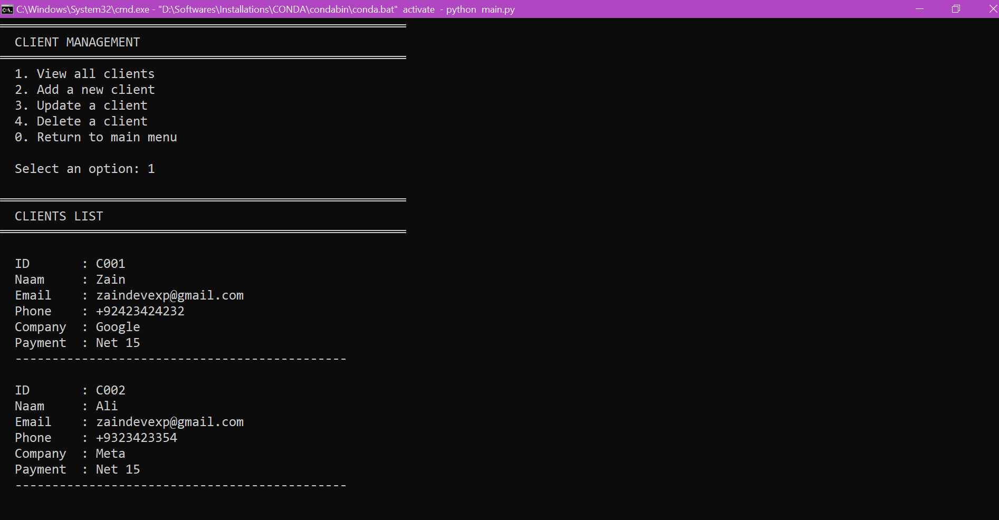 C:\Windows\System32\cmd.exe - "D:\Softwares\Installations\CONDA\condabin\conda.bat" activate - python main.py
CLIENT MANAGEMENT
1. View all clients
2. Add a new client
3. Update a client
4. Delete a client
0. Return to main menu
Select an option: 1
CLIENTS LIST
ID : C001
Naam : Zain
Email : zaindevexp@gmail.com
Phone : +92423424232
Company : Google
Payment : Net 15
---------------------------------------------
ID : C002
Naam : Ali
Email : zaindevexp@gmail.com
Phone : +9323423354
Company : Meta
Payment : Net 15
---------------------------------------------